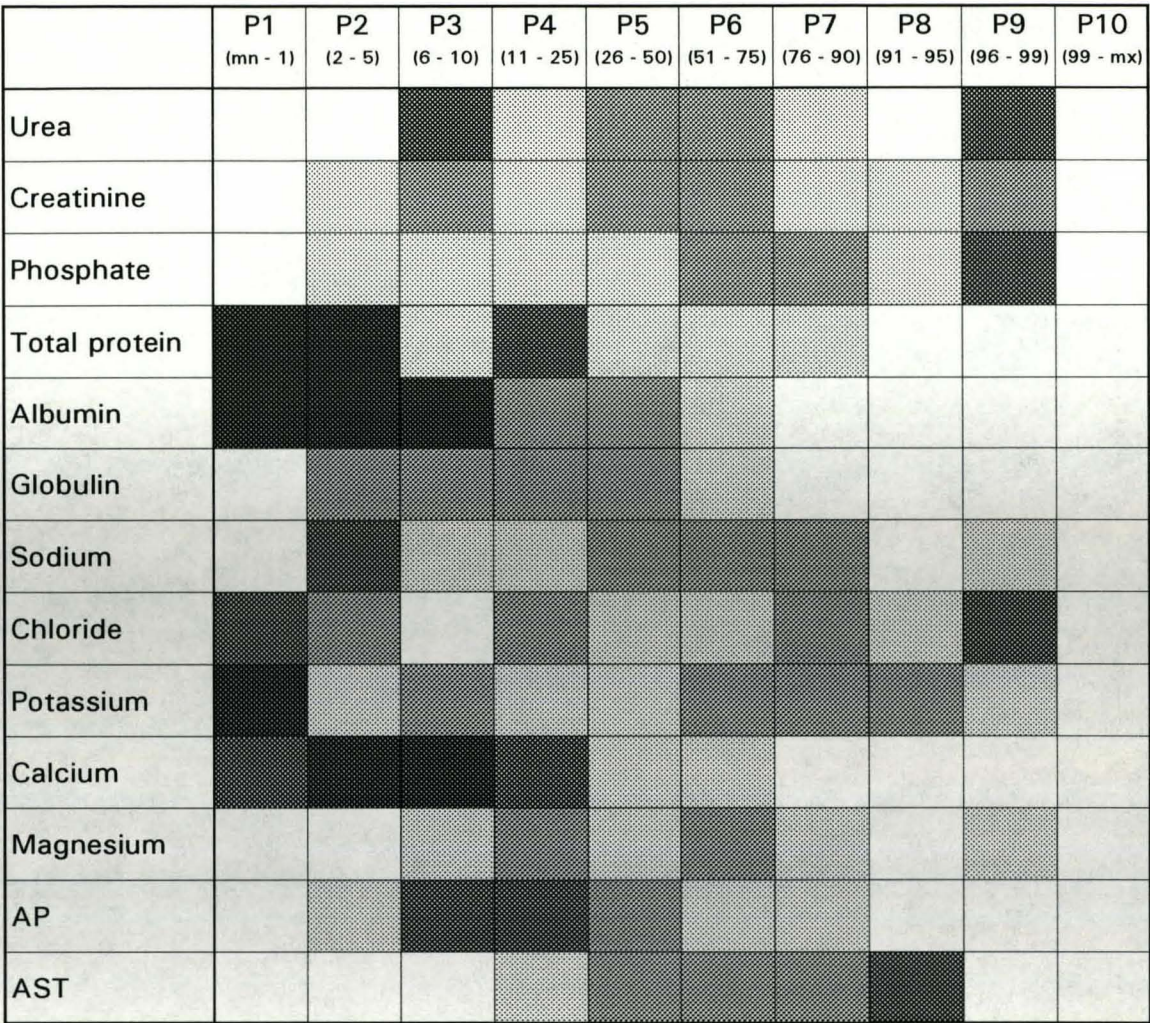 P1 P2 P3 P4 P5 P6 P7 P8 P9 P10
(mn - 1) (2 - 5) (6 - 10) (11 - 25) (26 - 50) (51 - 75) (76 - 90) (91 - 95) (96 - 99) (99 - mx)
Urea
Creatinine
Phosphate
Total protein
Albumin
Globulin
Sodium
Chloride
Potassium
Calcium
Magnesium
AP
AST